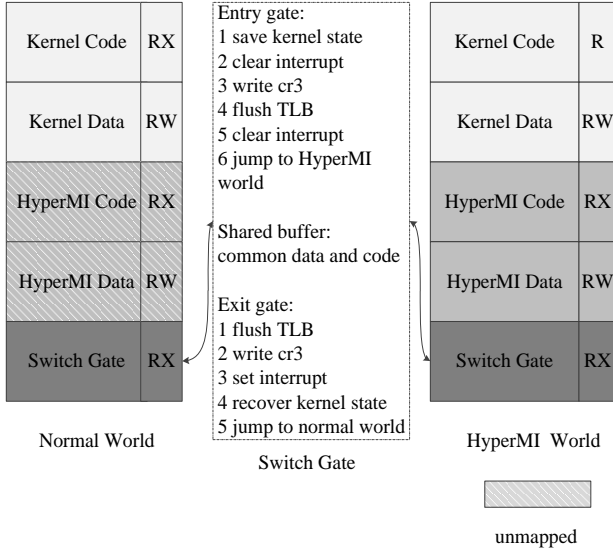 Kernel Code RX
Kernel Data RW
HyperMI Code RX
HyperMI Data RW
Switch Gate RX
Normal World
Entry gate:
1 save kernel state
2 clear interrupt
3 write cr3
4 flush TLB
5 clear interrupt
6 jump to HyperMI
world
Shared buffer:
common data and code
Exit gate:
1 flush TLB
2 write cr3
3 set interrupt
4 recover kernel state
5 jump to normal world
Switch Gate
Kernel Code R
Kernel Data RW
HyperMI Code RX
HyperMI Data RW
Switch Gate RX
HyperMI World
unmapped